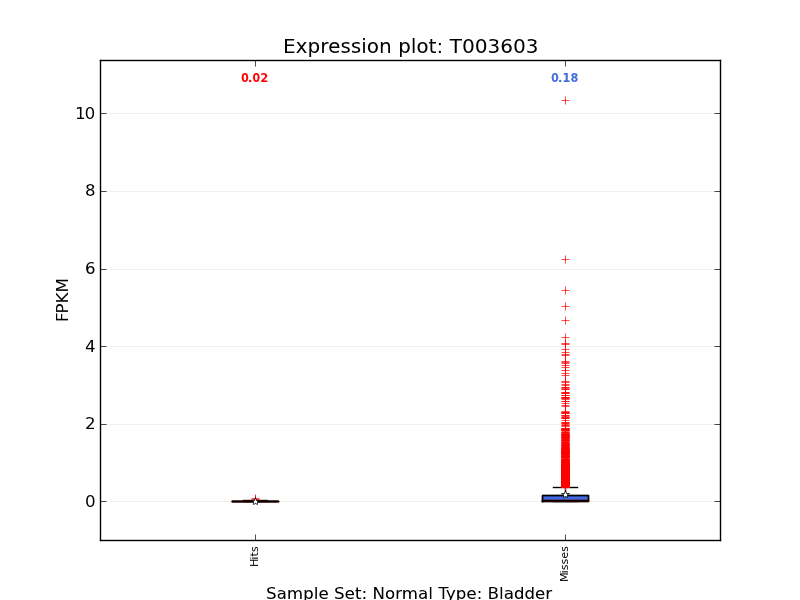 Expression plot: T003603
0.02 0.18
10
8
6
4
2
0
FPKM
Hits Misses
Sample Set: Normal Type: Bladder